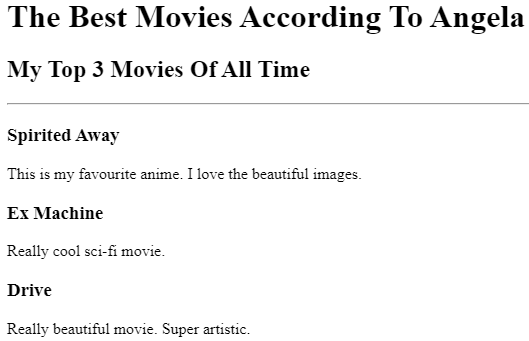 The Best Movies According To Angela
My Top 3 Movies Of All Time
Spirited Away
This is my favourite anime. I love the beautiful images.
Ex Machine
Really cool sci-fi movie.
Drive
Really beautiful movie. Super artistic.